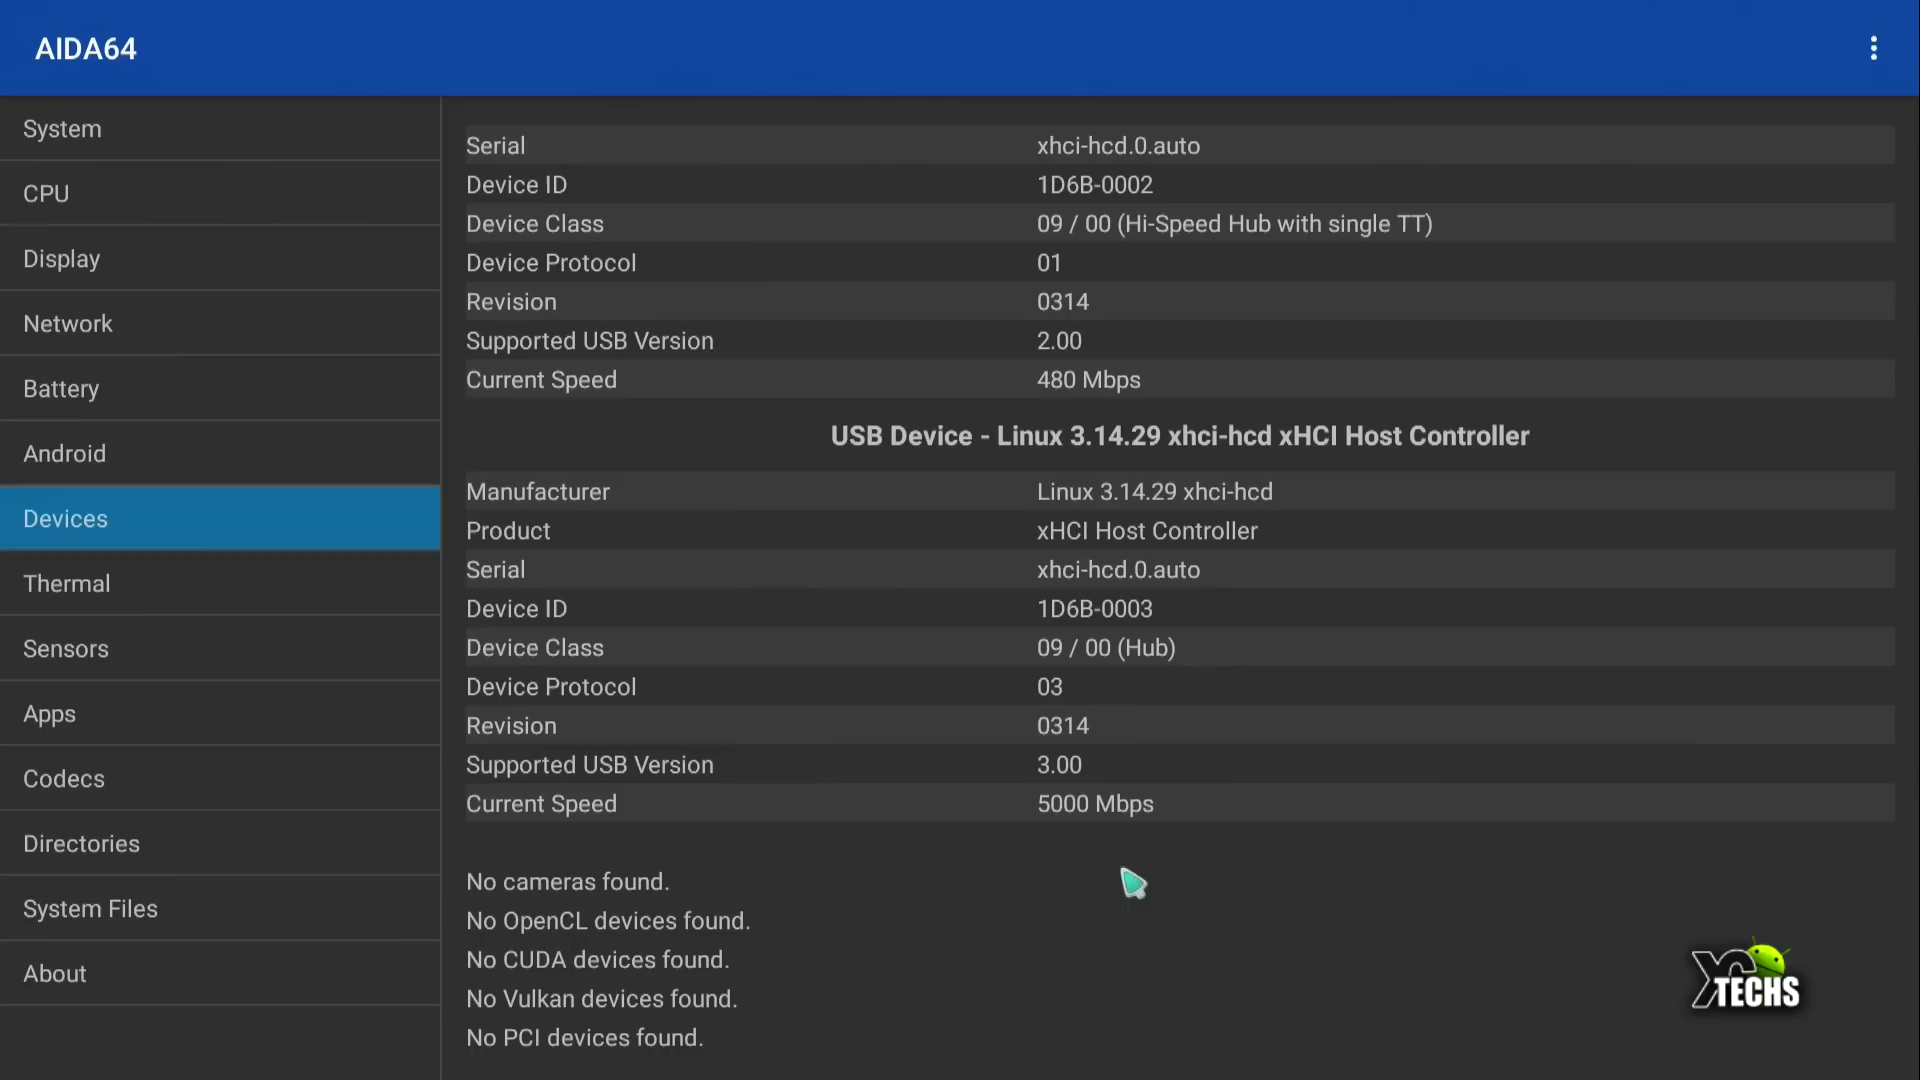 AIDA64
System
CPU
Display
Network
Battery
Android
Devices
Thermal
Sensors
Apps
Codecs
Directories
System Files
About
Serial xhci-hcd.0.auto
Device ID 1D6B-0002
Device Class 09 / 00 (Hi-Speed Hub with single TT)
Device Protocol 01
Revision 0314
Supported USB Version 2.00
Current Speed 480 Mbps
USB Device - Linux 3.14.29 xhci-hcd xHCI Host Controller
Manufacturer Linux 3.14.29 xhci-hcd
Product xHCI Host Controller
Serial xhci-hcd.0.auto
Device ID 1D6B-0003
Device Class 09 / 00 (Hub)
Device Protocol 03
Revision 0314
Supported USB Version 3.00
Current Speed 5000 Mbps
No cameras found.
No OpenCL devices found.
No CUDA devices found.
No Vulkan devices found.
No PCI devices found.
TECHS